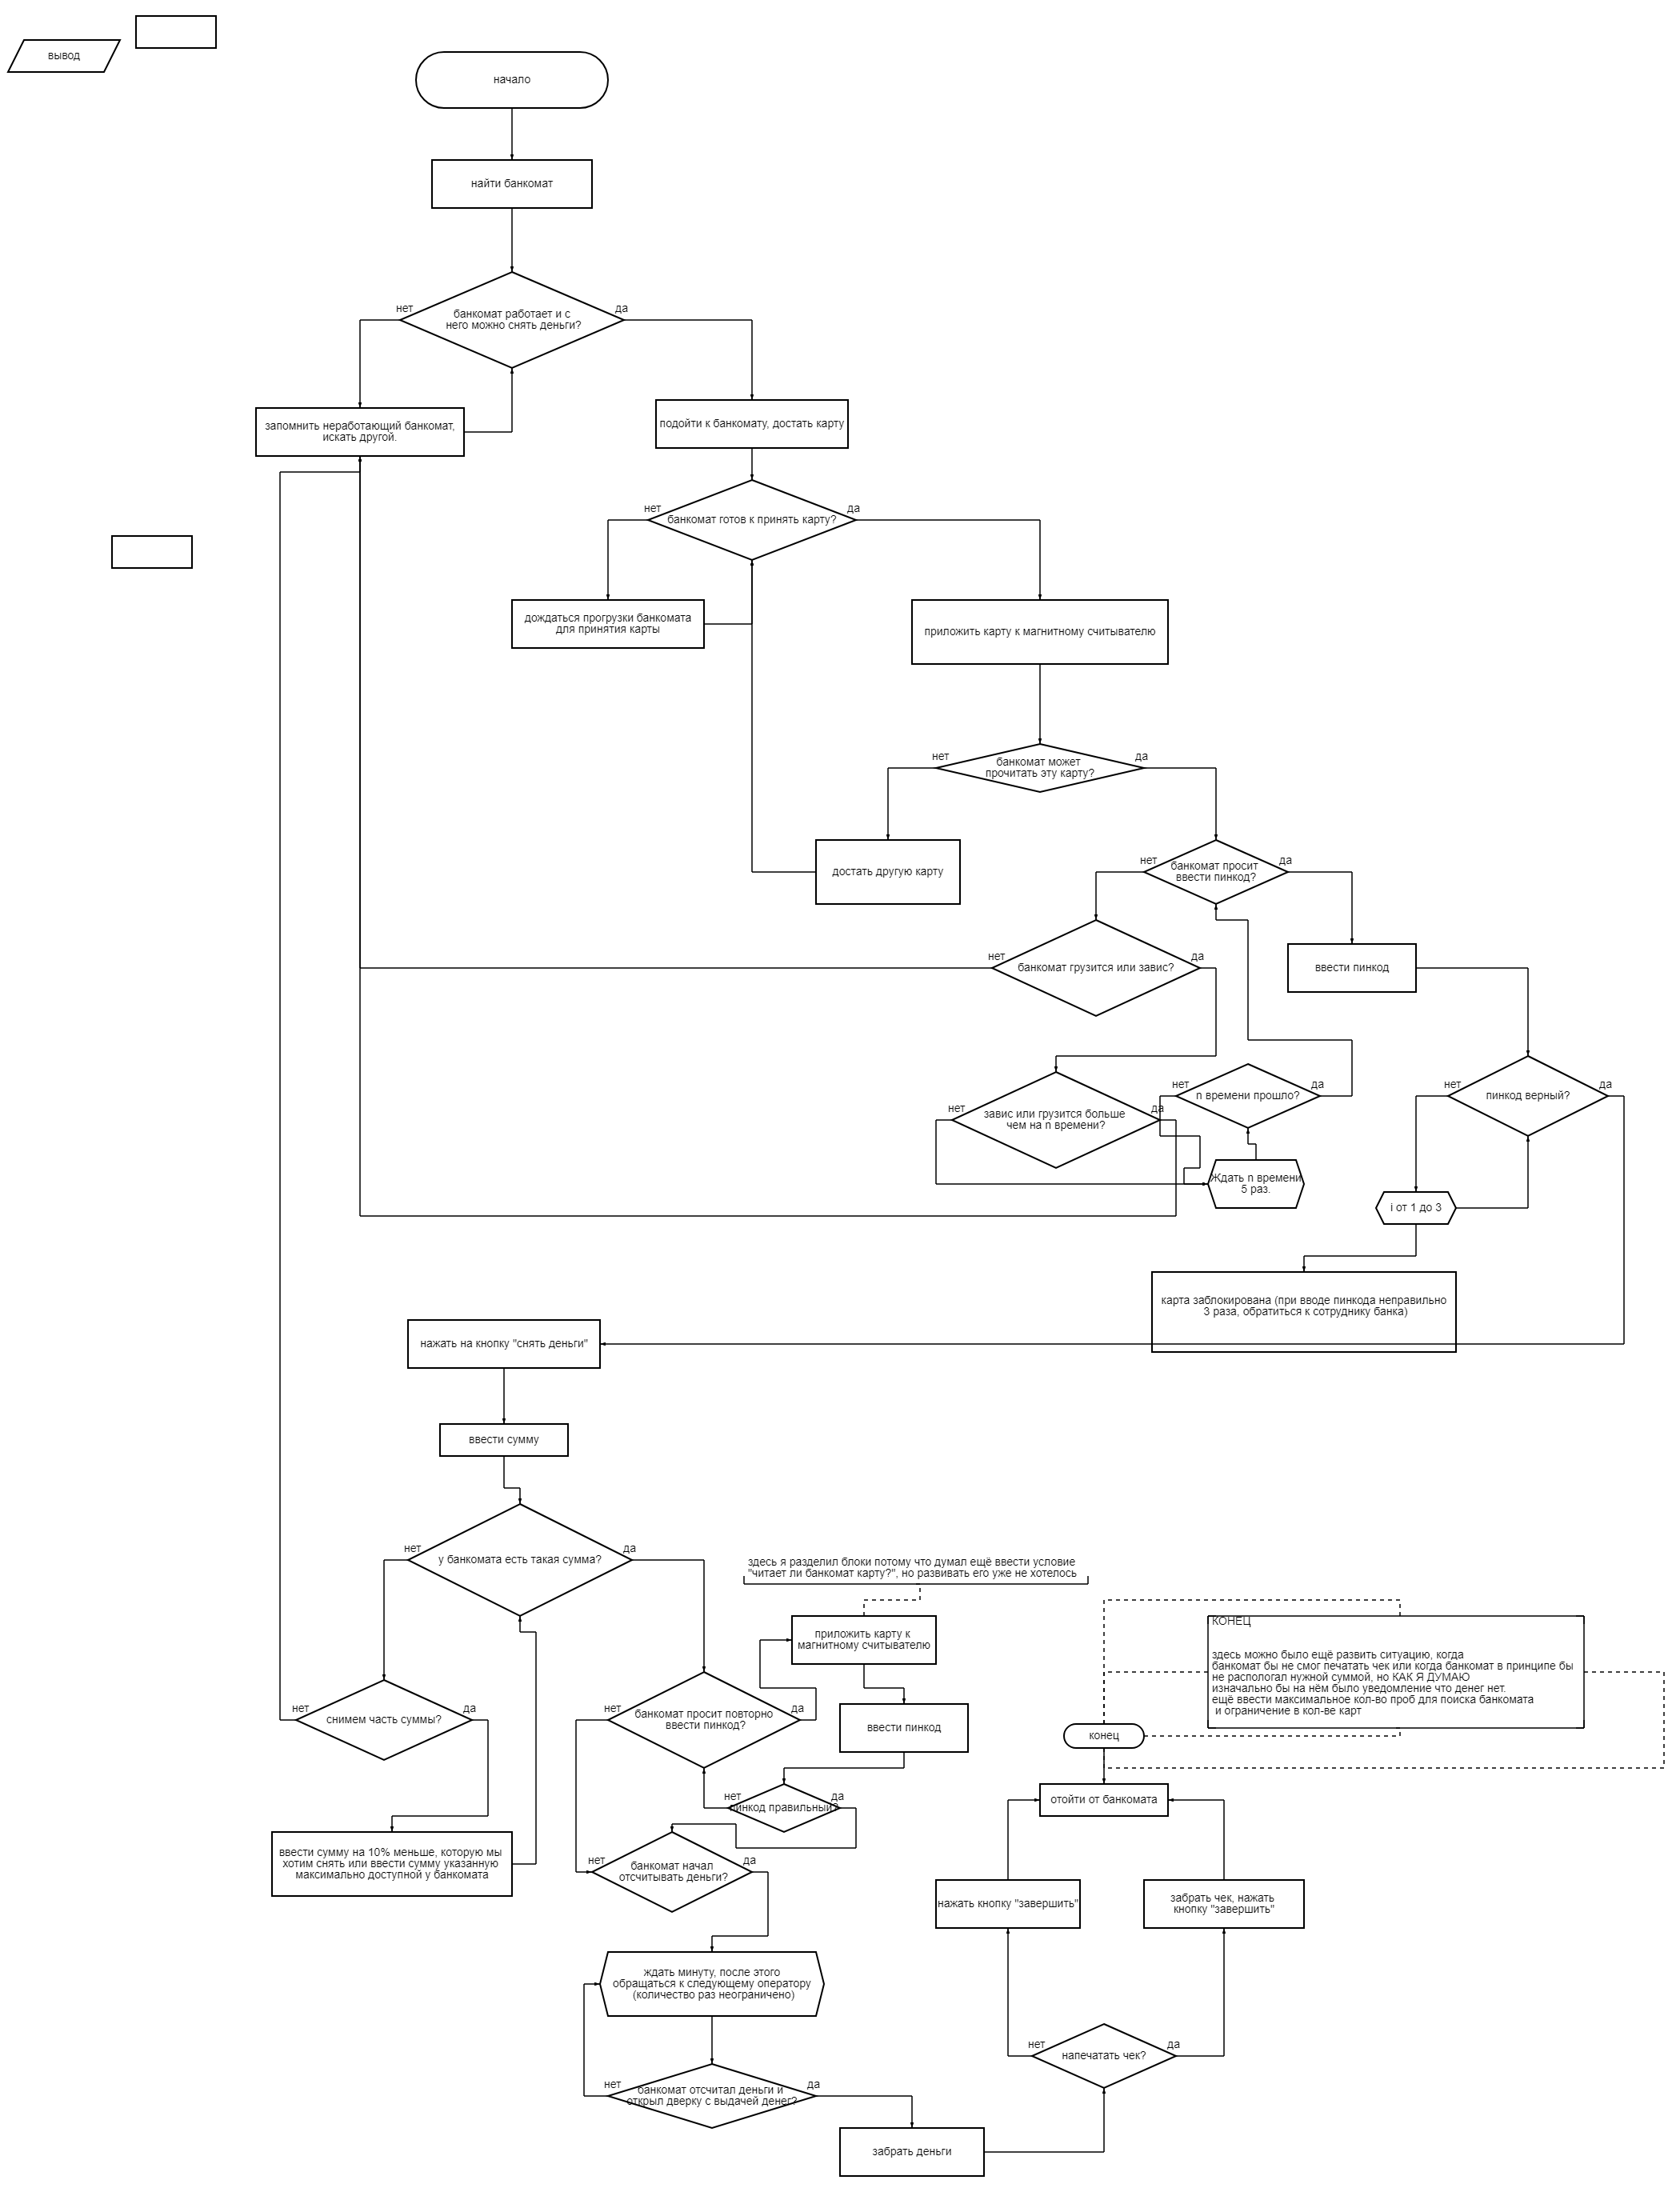 вывод
начало
найти банкомат
нет
да
банкомат работает и с
него можно снять деньги?
запомнить неработающий банкомат,
искать другой.
подойти к банкомату, достать карту
нет
да
банкомат готов к принять карту?
дождаться прогрузки банкомата
для принятия карты
приложить карту к магнитному считывателю
нет
да
банкомат может
прочитать эту карту?
достать другую карту
нет
да
банкомат просит
ввести пинкод?
нет
да
банкомат грузится или завис?
ввести пинкод
нет
да
n времени прошло?
нет
да
пинкод верный?
нет
да
завис или грузится больше
чем на n времени?
Ждать n времени
5 раз.
i от 1 до 3
карта заблокирована (при вводе пинкода неправильно
3 раза, обратиться к сотруднику банка)
нажать на кнопку "снять деньги"
ввести сумму
нет
да
у банкомата есть такая сумма?
здесь я разделил блоки потому что думал ещё ввести условие
"читает ли банкомат карту?", но развивать его уже не хотелось
приложить карту к
магнитному считывателю
КОНЕЦ
здесь можно было ещё развить ситуацию, когда
банкомат бы не смог печатать чек или когда банкомат в принципе бы
не распологал нужной суммой, но КАК Я ДУМАЮ
изначально бы на нём было уведомление что денег нет.
ещё ввести максимальное кол-во проб для поиска банкомата
и ограничение в кол-ве карт
нет
да
снимем часть суммы?
нет
да
банкомат просит повторно
ввести пинкод?
ввести пинкод
конец
нет
да
пинкод правильный?
отойти от банкомата
ввести сумму на 10% меньше, которую мы
хотим снять или ввести сумму указанную
максимально доступной у банкомата
нет
да
банкомат начал
отсчитывать деньги?
нажать кнопку "завершить"
забрать чек, нажать
кнопку "завершить"
ждать минуту, после этого
обращаться к следующему оператору
(количество раз неограничено)
нет
да
напечатать чек?
нет
да
банкомат отсчитал деньги и
открыл дверку с выдачей денег?
забрать деньги